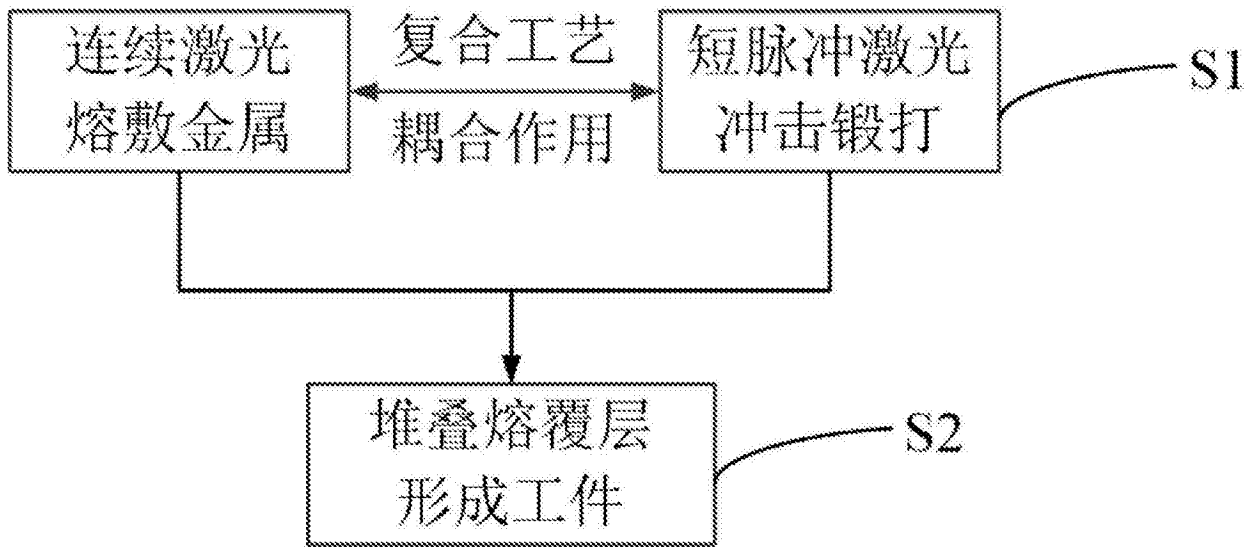 连续激光
熔敷金属
复合工艺
耦合作用
短脉冲激光
冲击锻打
S1
堆叠熔覆层
形成工件
S2